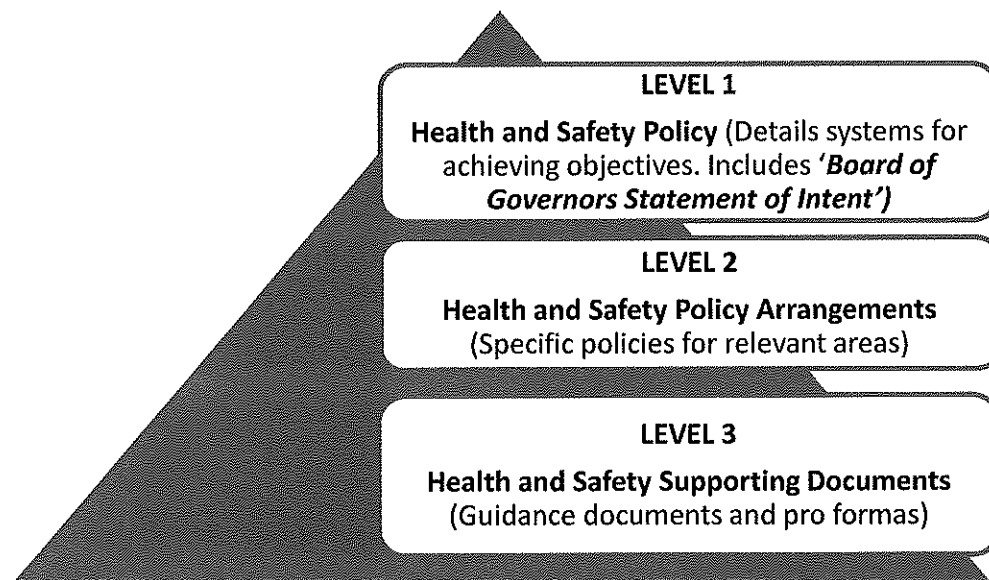 LEVEL 1
Health and Safety Policy (Details systems for
achieving objectives. Includes ‘Board of
Governors Statement of Intent’)
LEVEL 2
Health and Safety Policy Arrangements
(Specific policies for relevant areas)
LEVEL 3
Health and Safety Supporting Documents
(Guidance documents and pro formas)